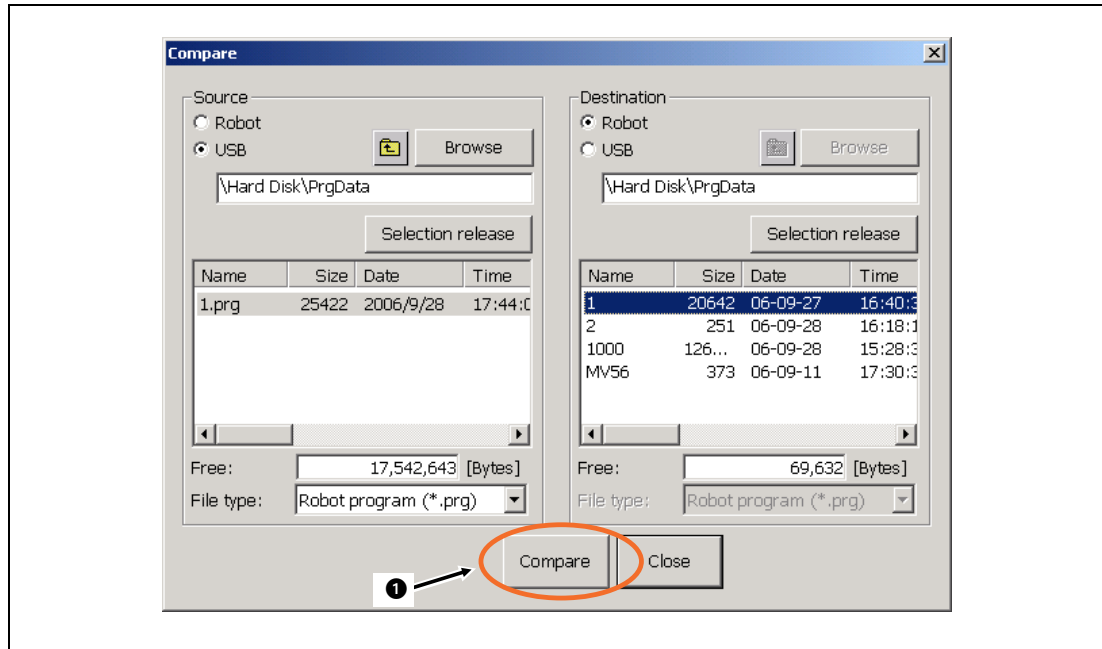 Compare
Source
Robot
USB
Browse
\Hard Disk\PrgData
Selection release
Name Size Date Time
1.prg 25422 2006/9/28 17:44:0
Free: 17,542,643 [Bytes]
File type: Robot program (*.prg)
Destination
Robot
USB
Browse
\Hard Disk\PrgData
Selection release
Name Size Date Time
1 20642 06-09-27 16:40:3
2 251 06-09-28 16:18:1
1000 126... 06-09-28 15:28:3
MV56 373 06-09-11 17:30:3
Free: 69,632 [Bytes]
File type: Robot program (*.prg)
Compare Close
❶